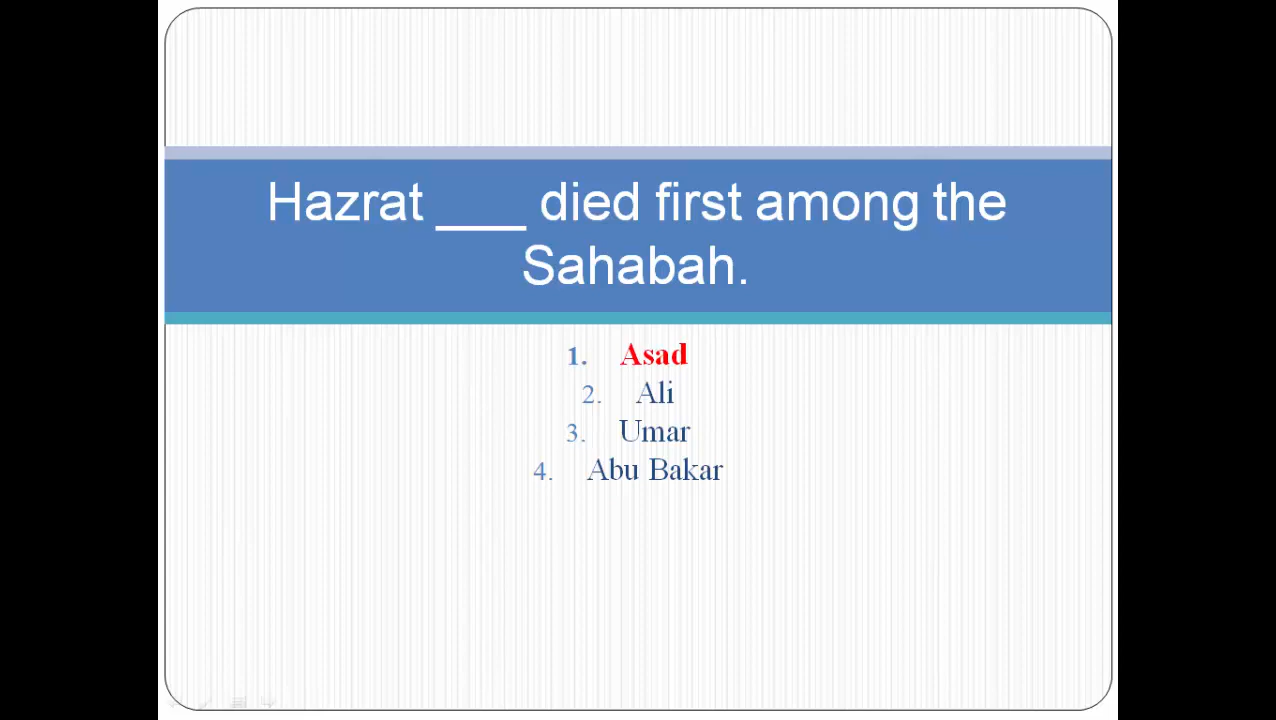 Hazrat ___ died first among the
Sahabah.
1. Asad
2. Ali
3. Umar
4. Abu Bakar